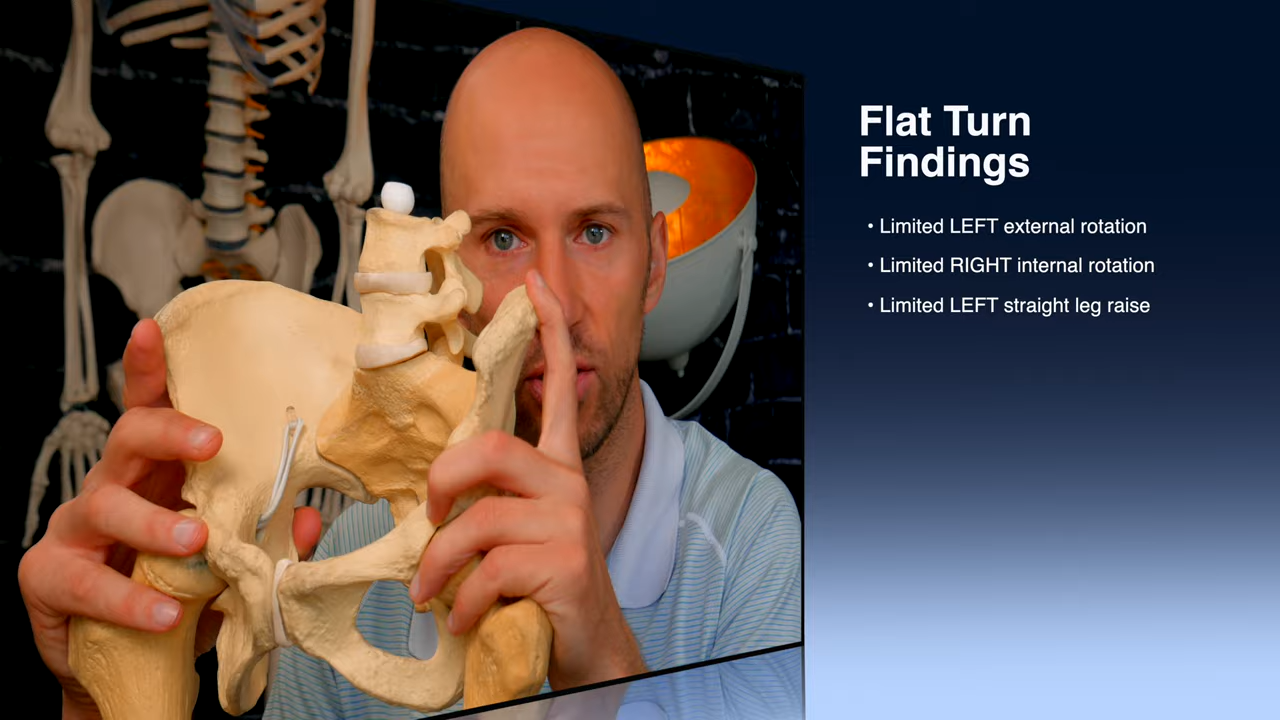 Flat Turn
Findings
• Limited LEFT external rotation
• Limited RIGHT internal rotation
• Limited LEFT straight leg raise